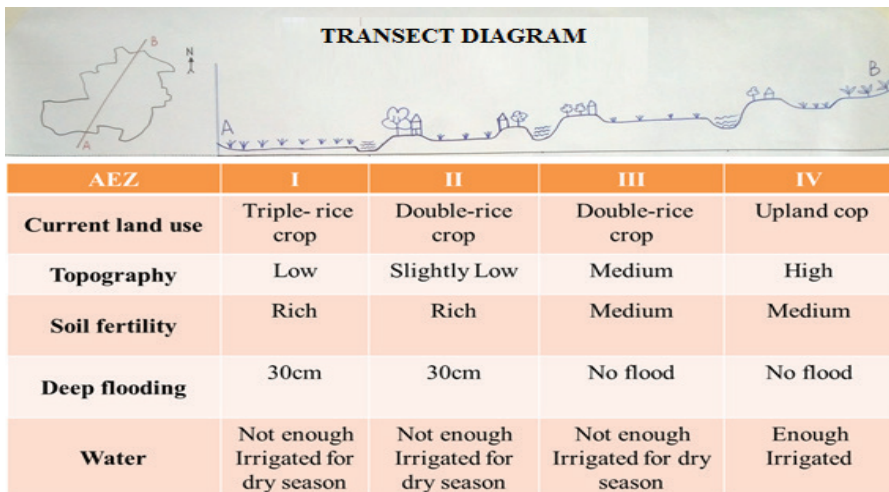 TRANSECT DIAGRAM
B
N
A
A
B
AEZ I II III IV
Current land use Triple- rice crop Double-rice crop Double-rice crop Upland cop
Topography Low Slightly Low Medium High
Soil fertility Rich Rich Medium Medium
Deep flooding 30cm 30cm No flood No flood
Water Not enough Irrigated for dry season Not enough Irrigated for dry season Not enough Irrigated for dry season Enough Irrigated